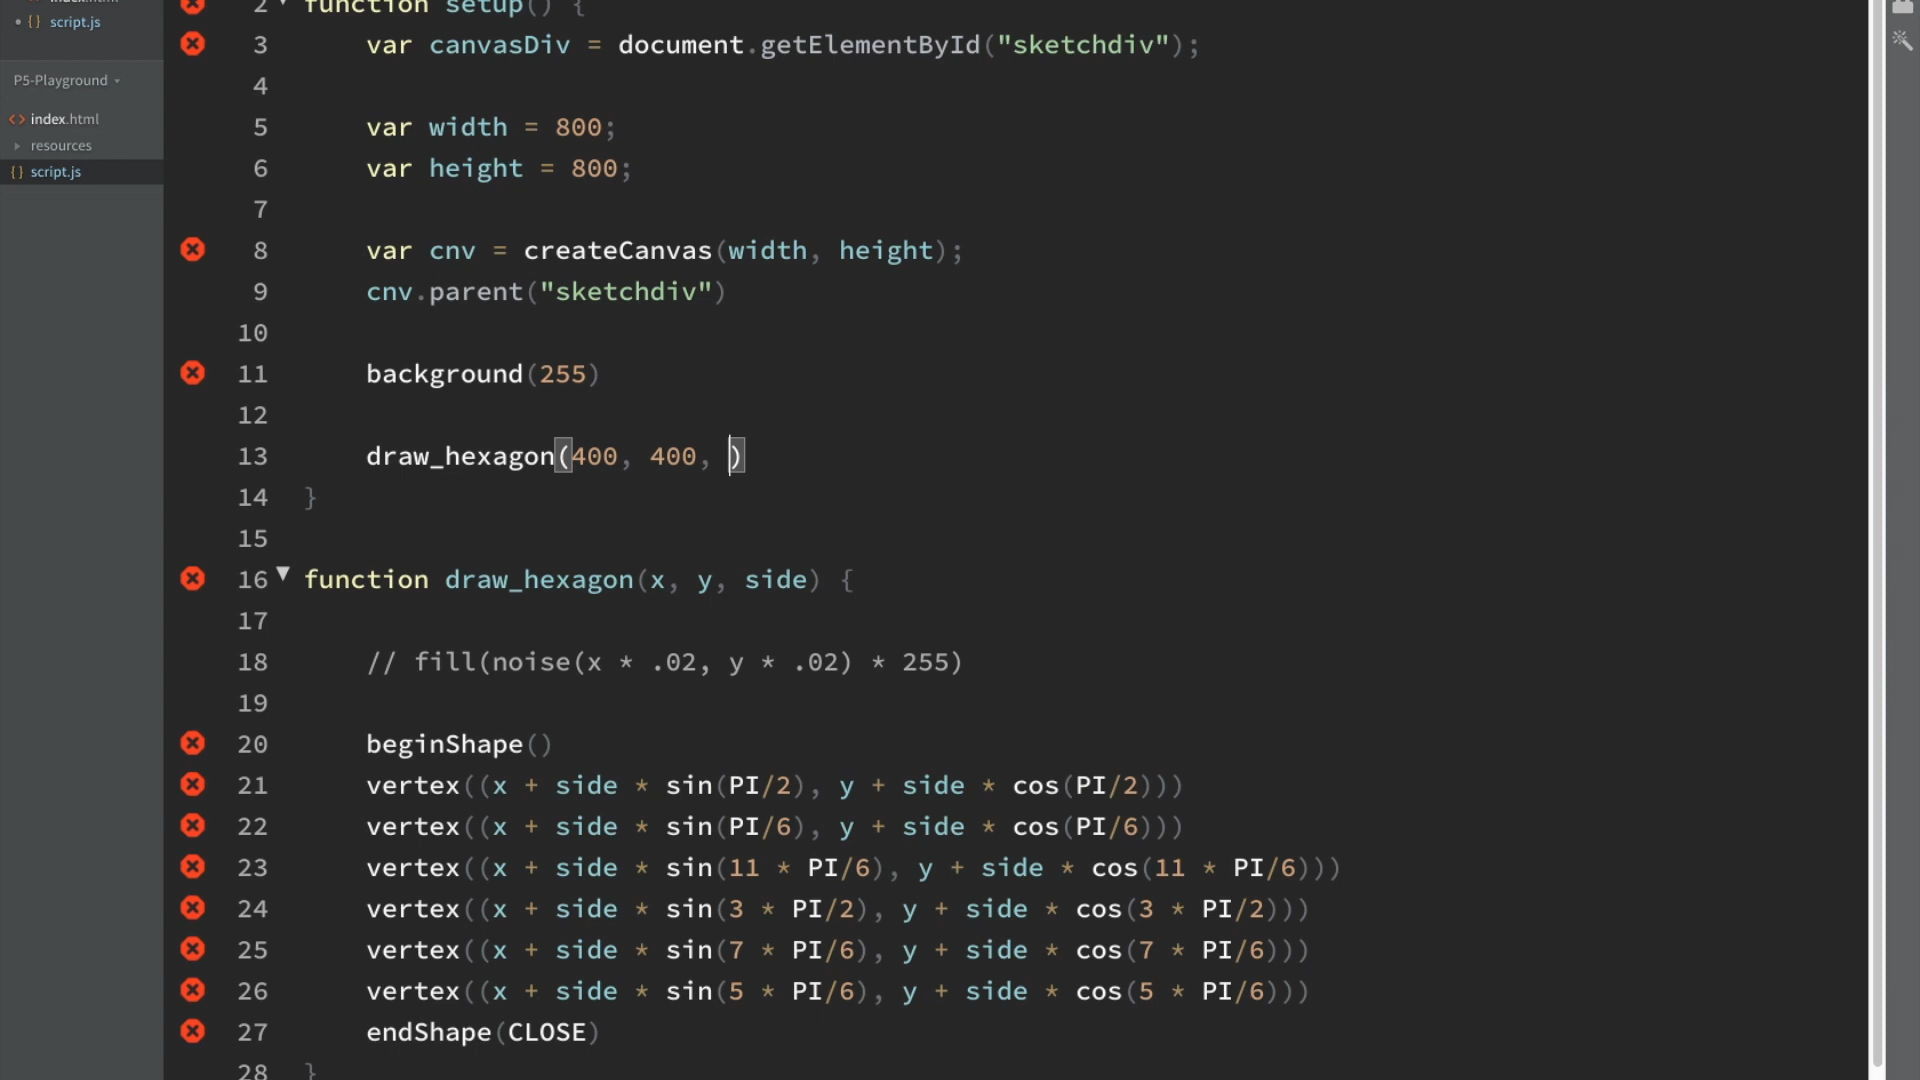 2 function setup() {
script.js
3 var canvasDiv = document.getElementById("sketchdiv");
P5-Playground
4
index.html
5 var width = 800;
resources
6 var height = 800;
script.js
7
8 var cnv = createCanvas(width, height);
9 cnv.parent("sketchdiv")
10
11 background(255)
12
13 draw_hexagon(400, 400, )
14 }
15
16 function draw_hexagon(x, y, side) {
17
18 // fill(noise(x * .02, y * .02) * 255)
19
20 beginShape()
21 vertex((x + side * sin(PI/2), y + side * cos(PI/2)))
22 vertex((x + side * sin(PI/6), y + side * cos(PI/6)))
23 vertex((x + side * sin(11 * PI/6), y + side * cos(11 * PI/6)))
24 vertex((x + side * sin(3 * PI/2), y + side * cos(3 * PI/2)))
25 vertex((x + side * sin(7 * PI/6), y + side * cos(7 * PI/6)))
26 vertex((x + side * sin(5 * PI/6), y + side * cos(5 * PI/6)))
27 endShape(CLOSE)
28 }